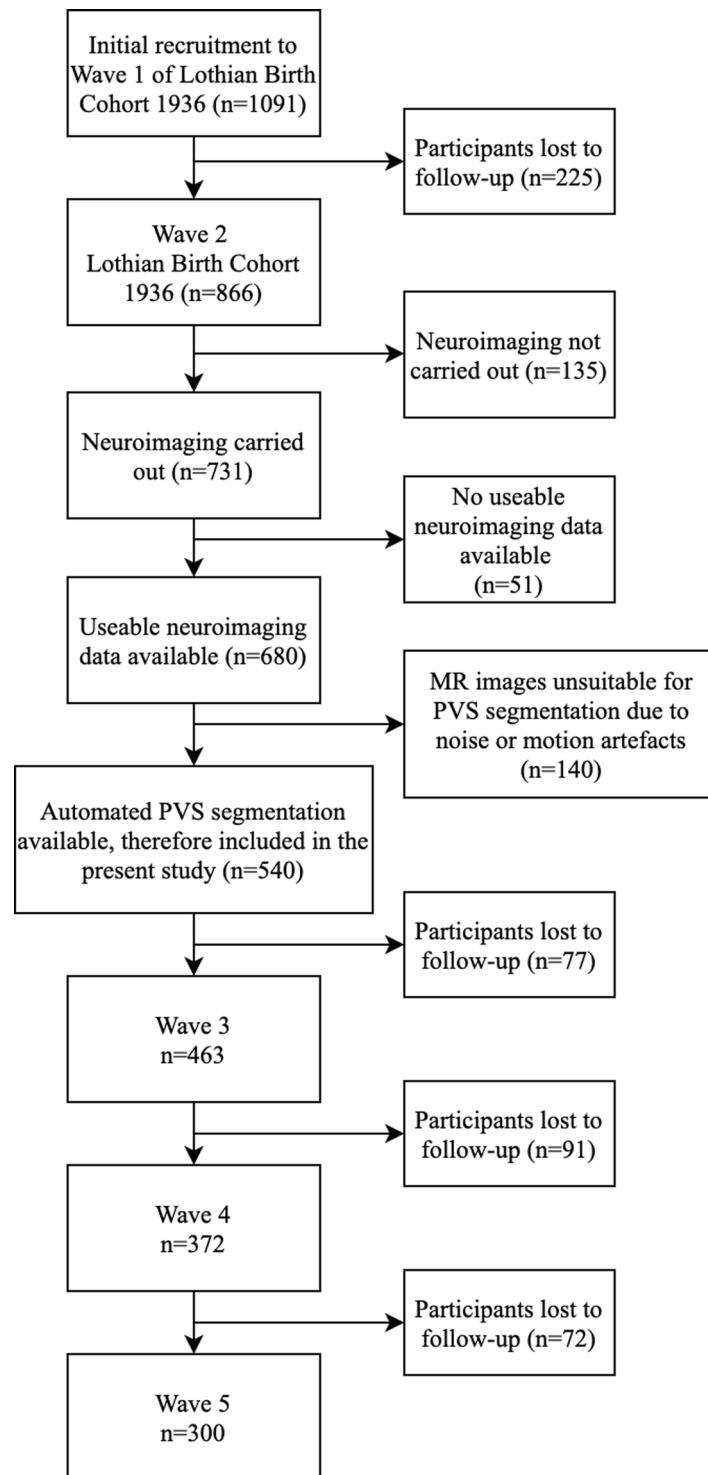 Initial recruitment to
Wave 1 of Lothian Birth
Cohort 1936 (n=1091)
Participants lost to
follow-up (n=225)
Wave 2
Lothian Birth Cohort
1936 (n=866)
Neuroimaging not
carried out (n=135)
Neuroimaging carried
out (n=731)
No useable
neuroimaging data
available
(n=51)
Useable neuroimaging
data available (n=680)
MR images unsuitable for
PVS segmentation due to
noise or motion artefacts
(n=140)
Automated PVS segmentation
available, therefore included in the
present study (n=540)
Participants lost to
follow-up (n=77)
Wave 3
n=463
Participants lost to
follow-up (n=91)
Wave 4
n=372
Participants lost to
follow-up (n=72)
Wave 5
n=300